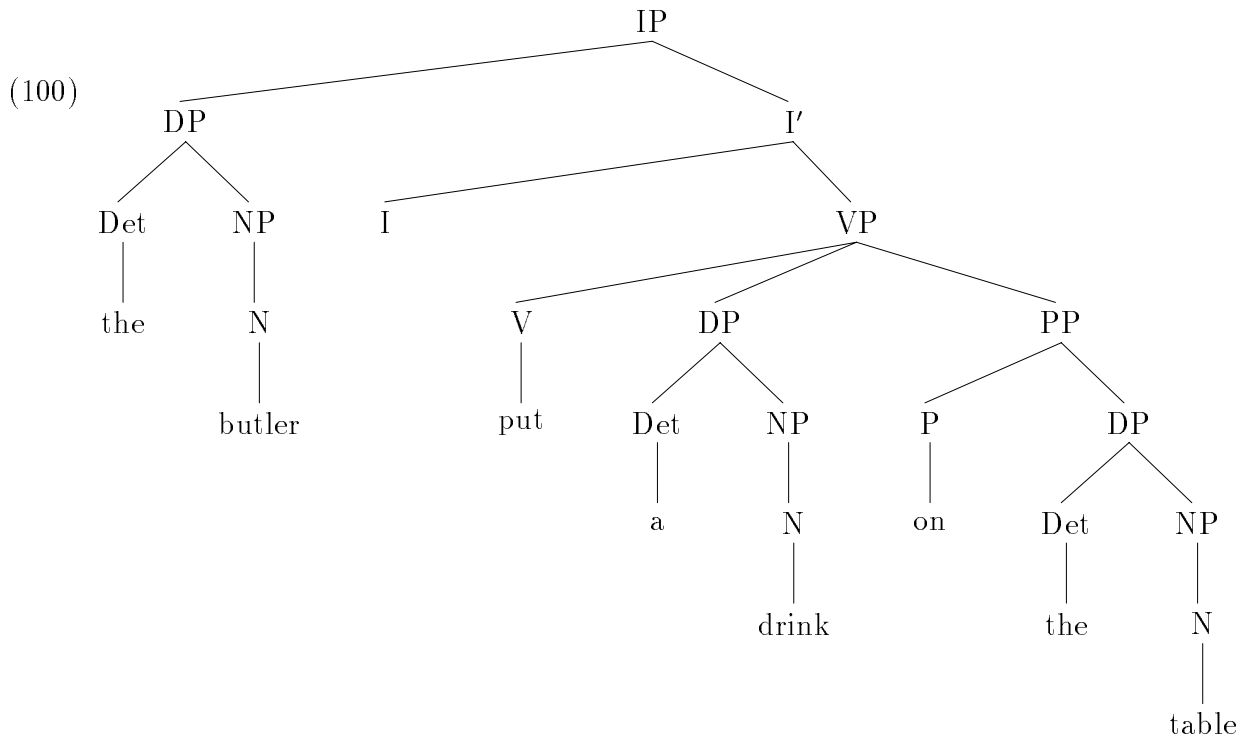 IP
(100)
DP I′
Det NP I VP
the N V DP PP
butler put Det NP P DP
a N on Det NP
drink the N
table